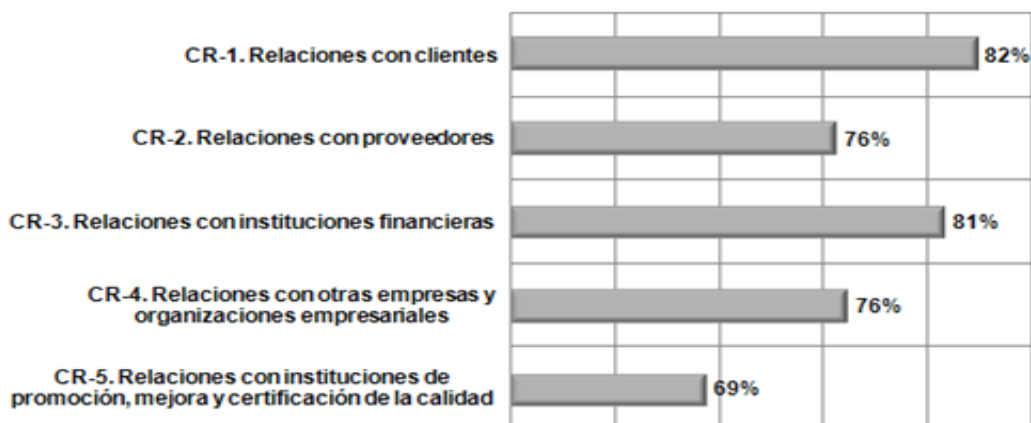 CR-1. Relaciones con clientes
82%
CR-2. Relaciones con proveedores
76%
CR-3. Relaciones con instituciones financieras
81%
CR-4. Relaciones con otras empresas y
organizaciones empresariales
76%
CR-5. Relaciones con instituciones de
promoción, mejora y certificación de la calidad
69%